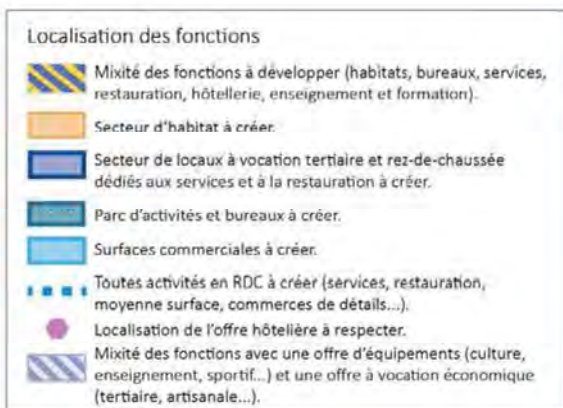 Localisation des fonctions
Mixité des fonctions à développer (habitats, bureaux, services,
restauration, hôtellerie, enseignement et formation).
Secteur d'habitat à créer.
Secteur de locaux à vocation tertiaire et rez-de-chaussée
dédiés aux services et à la restauration à créer.
Parc d'activités et bureaux à créer.
Surfaces commerciales à créer.
Toutes activités en RDC à créer (services, restauration,
moyenne surface, commerces de détails...).
Localisation de l'offre hôtelière à respecter.
Mixité des fonctions avec une offre d'équipements (culture,
enseignement, sportif...) et une offre à vocation économique
(tertiaire, artisanale...).